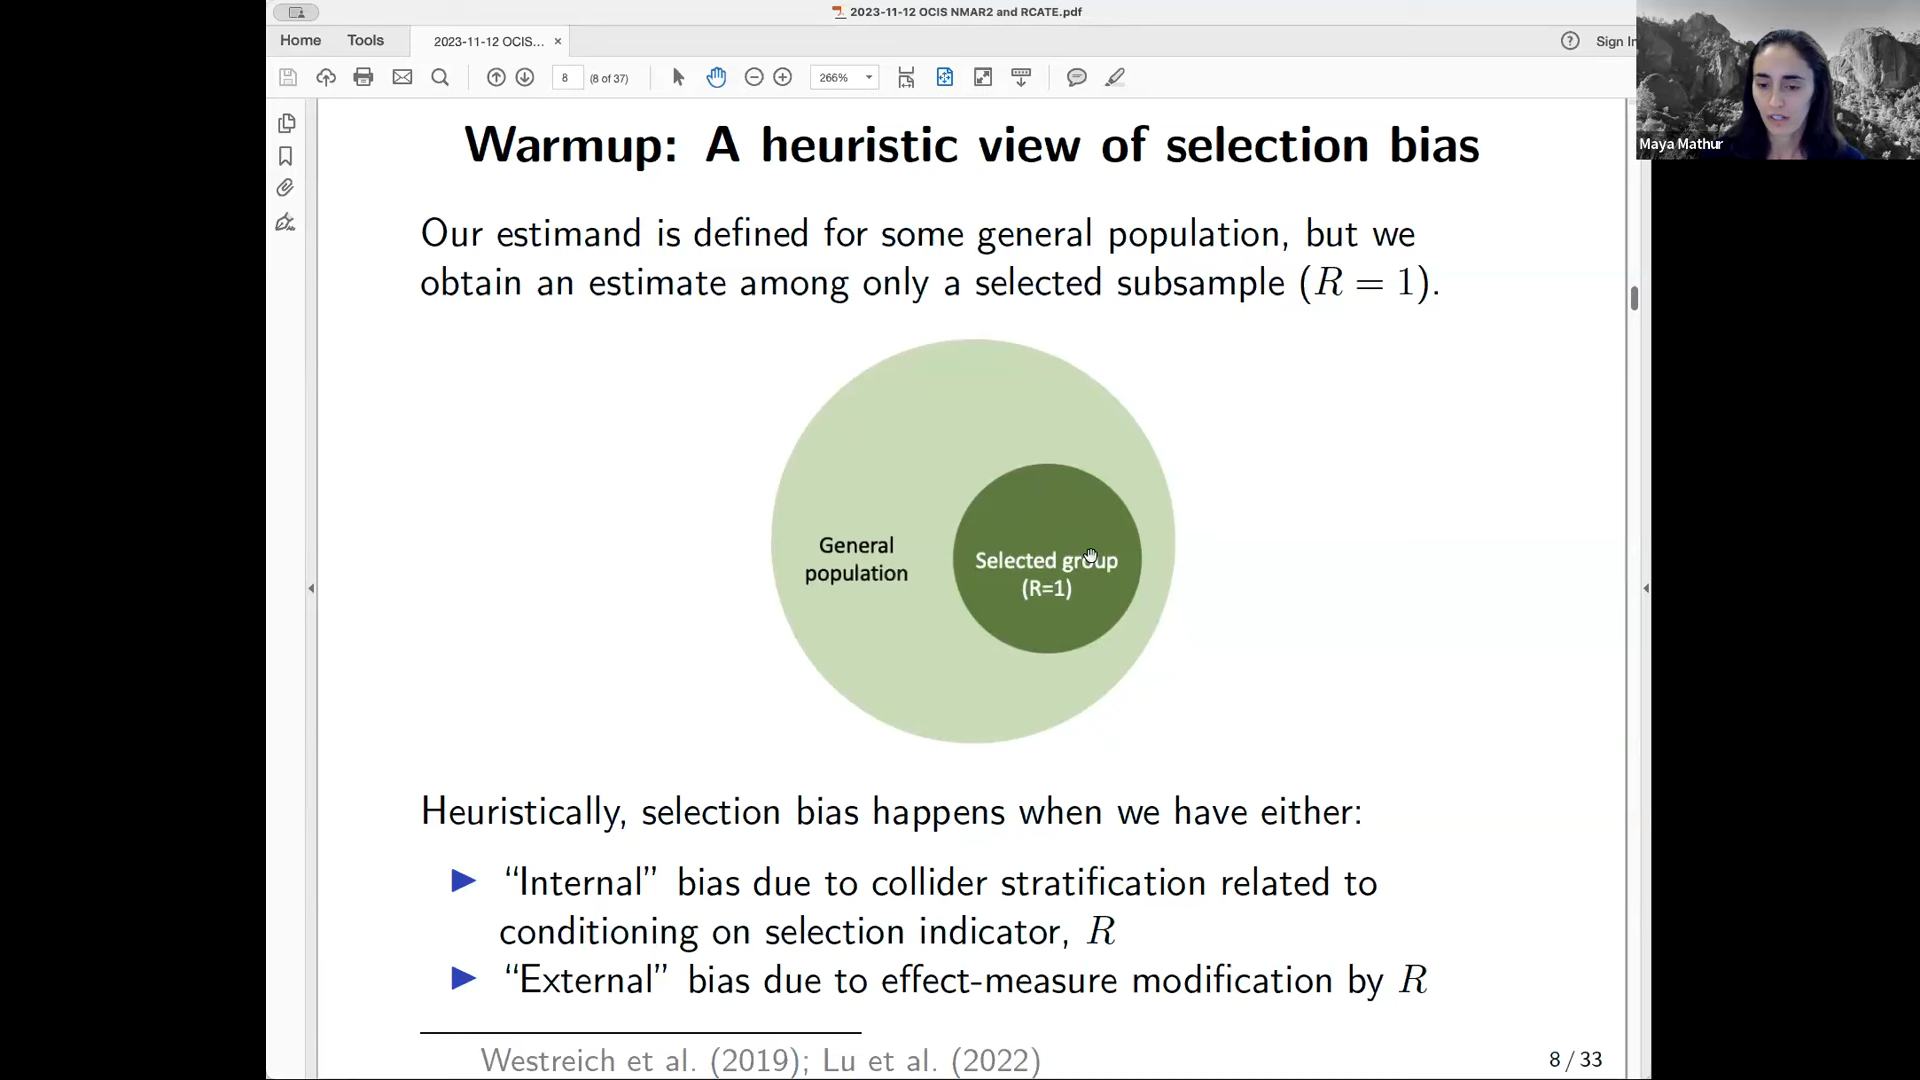 2023-11-12 OCIS NMAR2 and RCATE.pdf
Home Tools 2023-11-12 OCIS... × Sign In
8 (8 of 37) 266%
Maya Mathur
Warmup: A heuristic view of selection bias
Our estimand is defined for some general population, but we
obtain an estimate among only a selected subsample (R = 1).
General
population
Selected group
(R=1)
Heuristically, selection bias happens when we have either:
▶ “Internal” bias due to collider stratification related to
conditioning on selection indicator, R
▶ “External” bias due to effect-measure modification by R
Westreich et al. (2019); Lu et al. (2022)
8 / 33